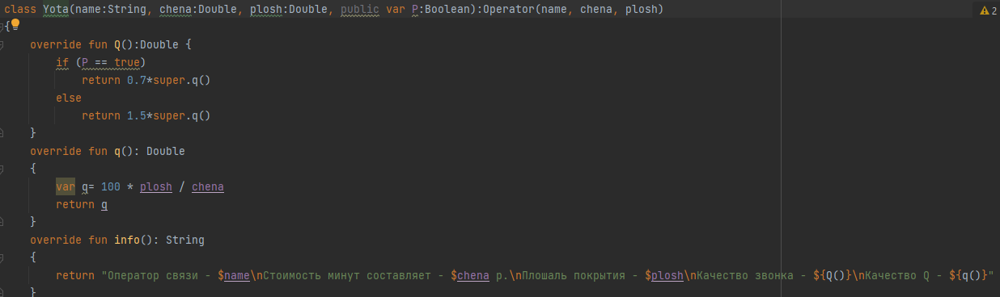 class Yota(name:String, chena:Double, plosh:Double, public var P:Boolean):Operator(name, chena, plosh)
2
{
override fun Q():Double {
if (P == true)
return 0.7*super.q()
else
return 1.5*super.q()
}
override fun q(): Double
{
var q= 100 * plosh / chena
return q
}
override fun info(): String
{
return "Оператор связи - $name\nСтоимость минут составляет - $chena р.\nПлошаль покрытия - $plosh\nКачество звонка - ${Q()}\nКачество Q - ${q()}"
}